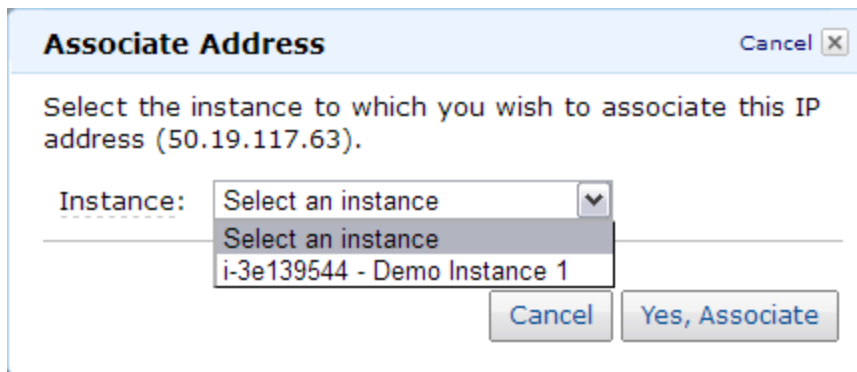 Associate Address
Cancel
Select the instance to which you wish to associate this IP
address (50.19.117.63).
Instance:
Select an instance
Select an instance
i-3e139544 - Demo Instance 1
Cancel
Yes, Associate